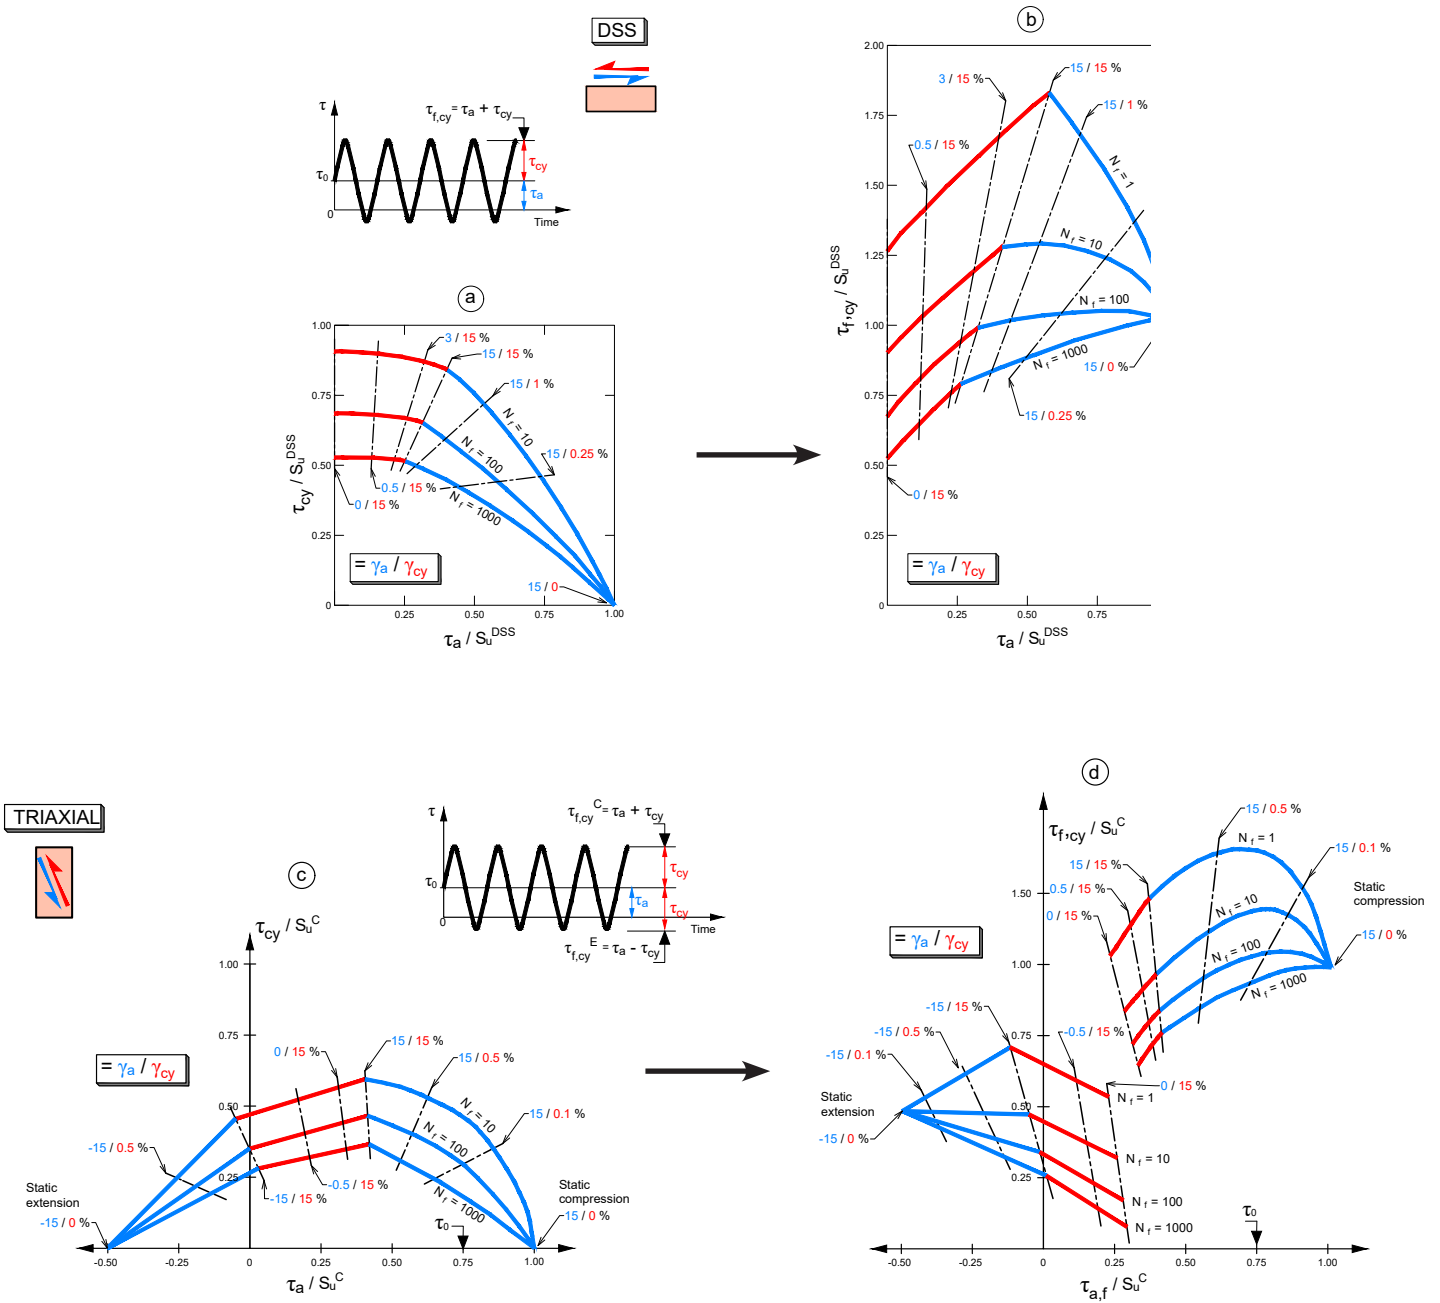 DSS
τ
τf,cy = τa + τcy
τcy
τ0
τa
0
Time
a
1.00
0.75
0.50
0.25
0
0.25
0.50
0.75
1.00
τcy / Su^DSS
τa / Su^DSS
3 / 15 %
15 / 15 %
15 / 1 %
15 / 0.25 %
0.5 / 15 %
0 / 15 %
15 / 0
Nf = 10
Nf = 100
Nf = 1000
= γa / γcy
b
2.00
1.75
1.50
1.25
1.00
0.75
0.50
0.25
0
0.25
0.50
0.75
τf,cy / Su^DSS
τa / Su^DSS
15 / 15 %
3 / 15 %
15 / 1 %
0.5 / 15 %
Nf = 1
Nf = 10
Nf = 100
Nf = 1000
15 / 0 %
15 / 0.25 %
0 / 15 %
= γa / γcy
TRIAXIAL
τ
τf,cy^C = τa + τcy
τcy
τ0
τa
τcy
0
Time
τf,cy^E = τa - τcy
c
τcy / Su^C
1.00
0.75
0.50
0.25
0 / 15 %
15 / 15 %
15 / 0.5 %
15 / 0.1 %
= γa / γcy
-15 / 0.5 %
Nf = 10
Nf = 100
Nf = 1000
-0.5 / 15 %
-15 / 15 %
Static
extension
-15 / 0 %
Static
compression
15 / 0 %
τ0
-0.50
-0.25
0
0.25
0.50
0.75
1.00
τa / Su^C
d
τf,cy / Su^C
1.50
1.00
0.75
0.50
0.25
15 / 0.5 %
Nf = 1
15 / 0.1 %
15 / 15 %
0.5 / 15 %
0 / 15 %
Static
compression
15 / 0 %
Nf = 10
Nf = 100
Nf = 1000
= γa / γcy
-15 / 15 %
-15 / 0.5 %
-15 / 0.1 %
-0.5 / 15 %
0 / 15 %
Static
extension
-15 / 0 %
Nf = 1
Nf = 10
Nf = 100
Nf = 1000
τ0
-0.50
-0.25
0
0.25
0.50
0.75
1.00
τa,f / Su^C